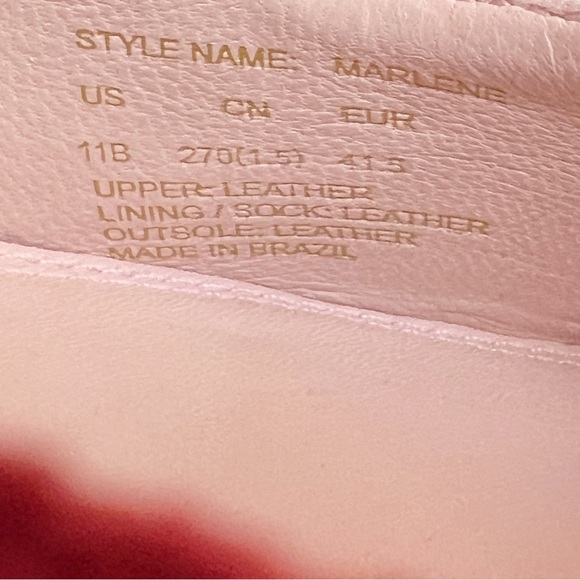 STYLE NAME: MARLENE
US CN EUR
11B 270(1.5) 41.5
UPPER: LEATHER
LINING / SOCK: LEATHER
OUTSOLE: LEATHER
MADE IN BRAZIL